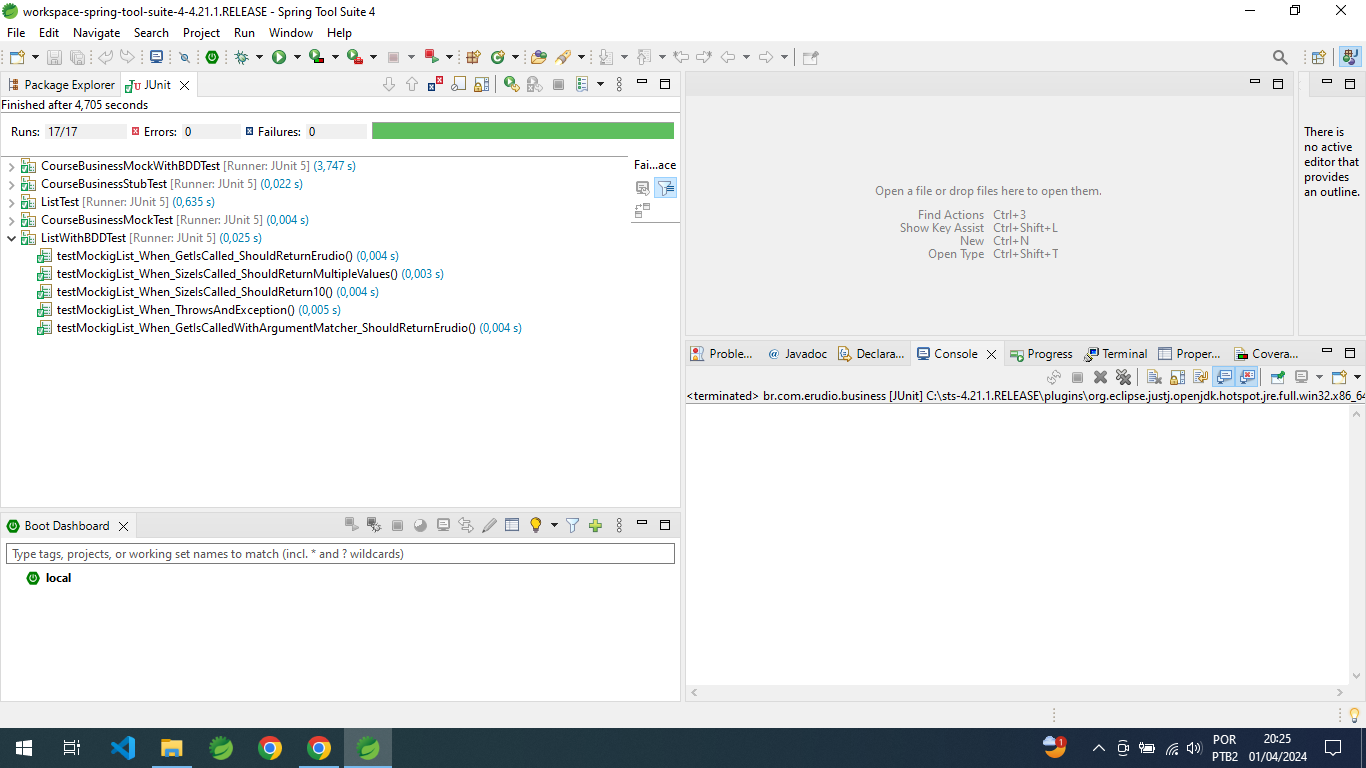 workspace-spring-tool-suite-4-4.21.1.RELEASE - Spring Tool Suite 4
File Edit Navigate Search Project Run Window Help
Package Explorer JUnit
Finished after 4,705 seconds
Runs: 17/17 Errors: 0 Failures: 0
CourseBusinessMockWithBDDTest [Runner: JUnit 5] (3,747 s)
CourseBusinessStubTest [Runner: JUnit 5] (0,022 s)
ListTest [Runner: JUnit 5] (0,635 s)
CourseBusinessMockTest [Runner: JUnit 5] (0,004 s)
ListWithBDDTest [Runner: JUnit 5] (0,025 s)
testMockigList_When_GetIsCalled_ShouldReturnErudio() (0,004 s)
testMockigList_When_SizeIsCalled_ShouldReturnMultipleValues() (0,003 s)
testMockigList_When_SizeIsCalled_ShouldReturn10() (0,004 s)
testMockigList_When_ThrowsAndException() (0,005 s)
testMockigList_When_GetIsCalledWithArgumentMatcher_ShouldReturnErudio() (0,004 s)
Fai...ace
Open a file or drop files here to open them.
Find Actions Ctrl+3
Show Key Assist Ctrl+Shift+L
New Ctrl+N
Open Type Ctrl+Shift+T
There is
no active
editor that
provides
an outline.
Proble... Javadoc Declara... Console Progress Terminal Proper... Covera...
<terminated> br.com.erudio.business [JUnit] C:\sts-4.21.1.RELEASE\plugins\org.eclipse.justj.openjdk.hotspot.jre.full.win32.x86_64
Boot Dashboard
Type tags, projects, or working set names to match (incl. * and ? wildcards)
local
1
POR
PTB2
20:25
01/04/2024